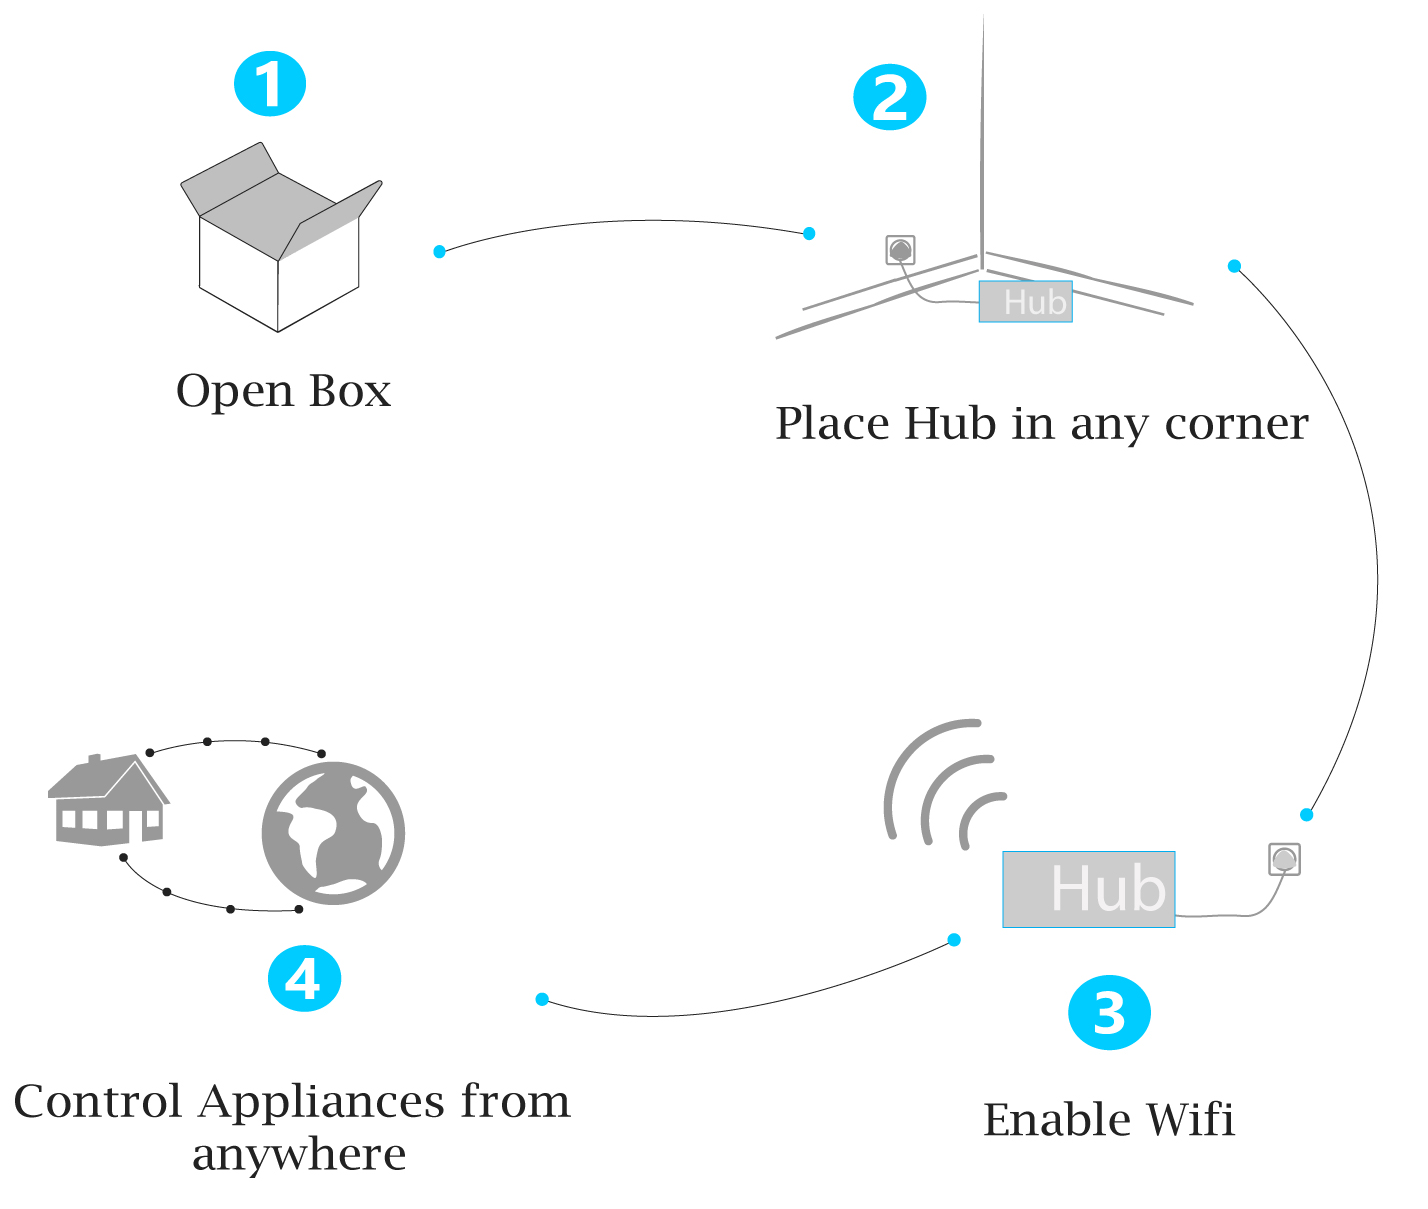 1
Open Box
2
Hub
Place Hub in any corner
Hub
3
Enable Wifi
4
Control Appliances from
anywhere